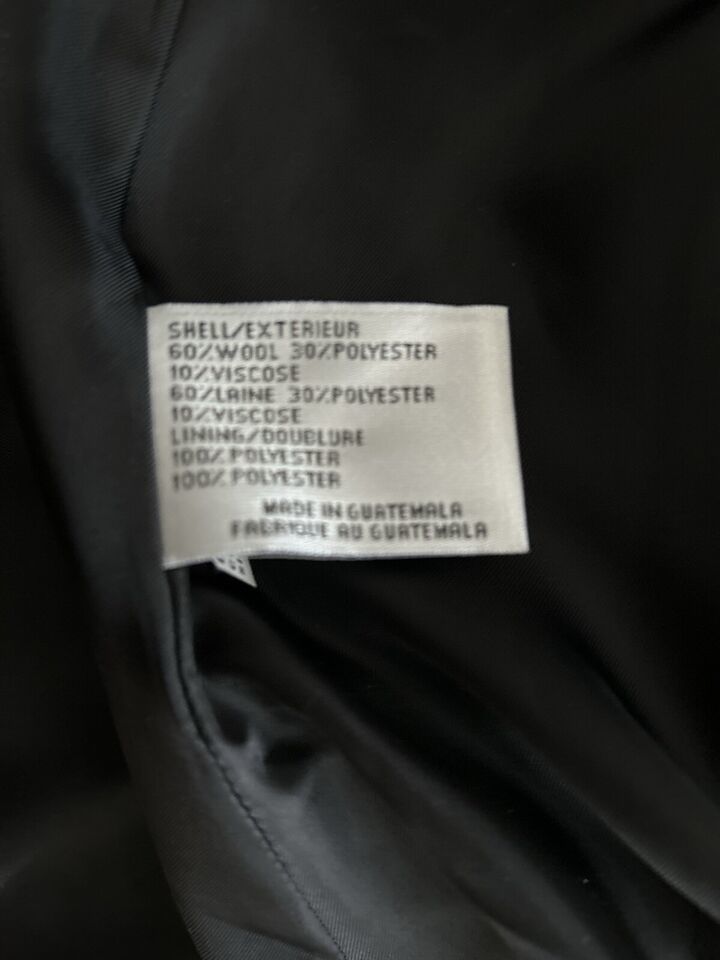 SHELL/EXTERIEUR
60%WOOL 30%POLYESTER
10%VISCOSE
60%LAINE 30%POLYESTER
10%VISCOSE
LINING/DOUBLURE
100% POLYESTER
100% POLYESTER
MADE IN GUATEMALA
FABRIQUE AU GUATEMALA